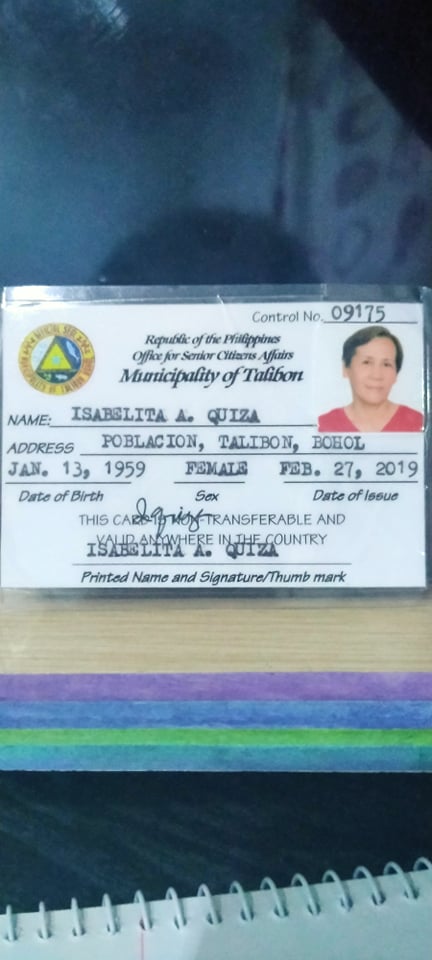 Control No. 09175
Republic of the Philippines
Office for Senior Citizens Affairs
Municipality of Talibon
NAME: ISABELITA A. QUIZA
ADDRESS POBLACION, TALIBON, BOHOL
JAN. 13, 1959 FEMALE FEB. 27, 2019
Date of Birth Sex Date of Issue
THIS CARD IS NON-TRANSFERABLE AND
VALID ANYWHERE IN THE COUNTRY
ISABELITA A. QUIZA
Printed Name and Signature/Thumb mark